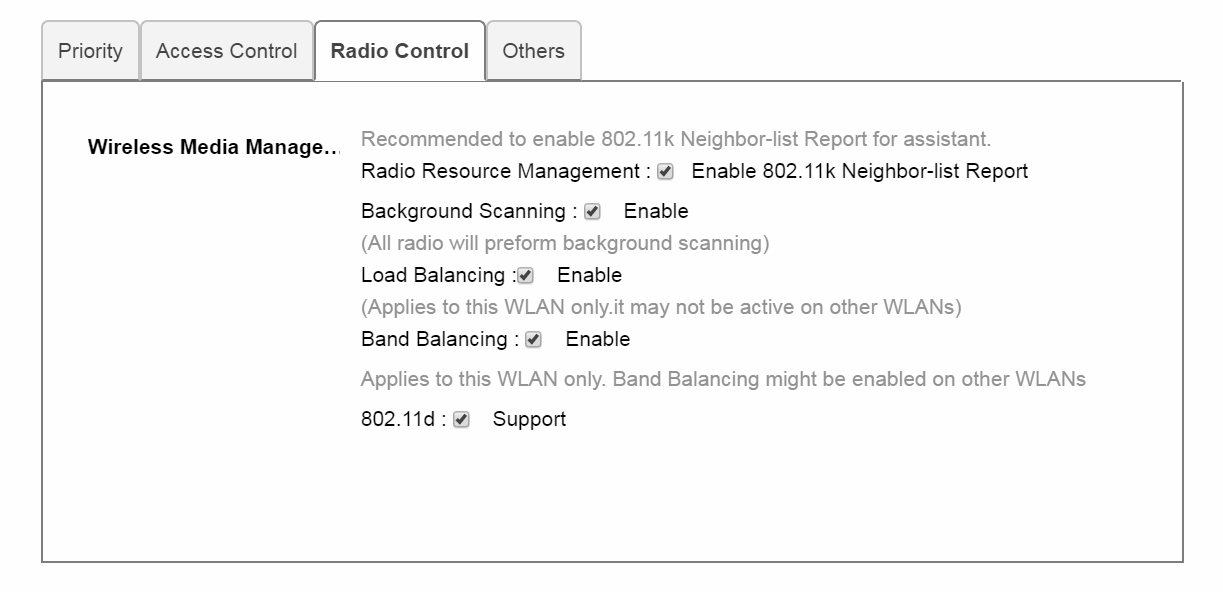 Priority Access Control Radio Control Others
Wireless Media Manage...
Recommended to enable 802.11k Neighbor-list Report for assistant.
Radio Resource Management : Enable 802.11k Neighbor-list Report
Background Scanning : Enable
(All radio will preform background scanning)
Load Balancing : Enable
(Applies to this WLAN only.it may not be active on other WLANs)
Band Balancing : Enable
Applies to this WLAN only. Band Balancing might be enabled on other WLANs
802.11d : Support